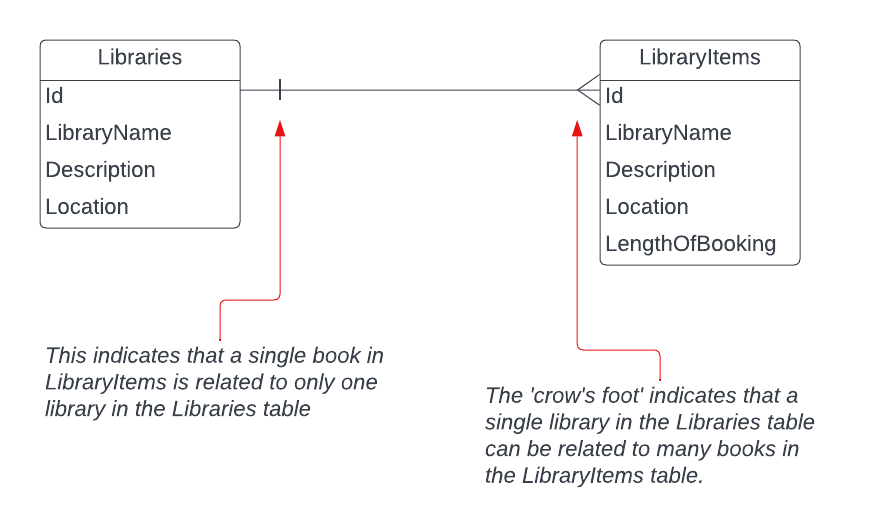 Libraries
Id
LibraryName
Description
Location
LibraryItems
Id
LibraryName
Description
Location
LengthOfBooking
This indicates that a single book in
LibraryItems is related to only one
library in the Libraries table
The 'crow's foot' indicates that a
single library in the Libraries table
can be related to many books in
the LibraryItems table.